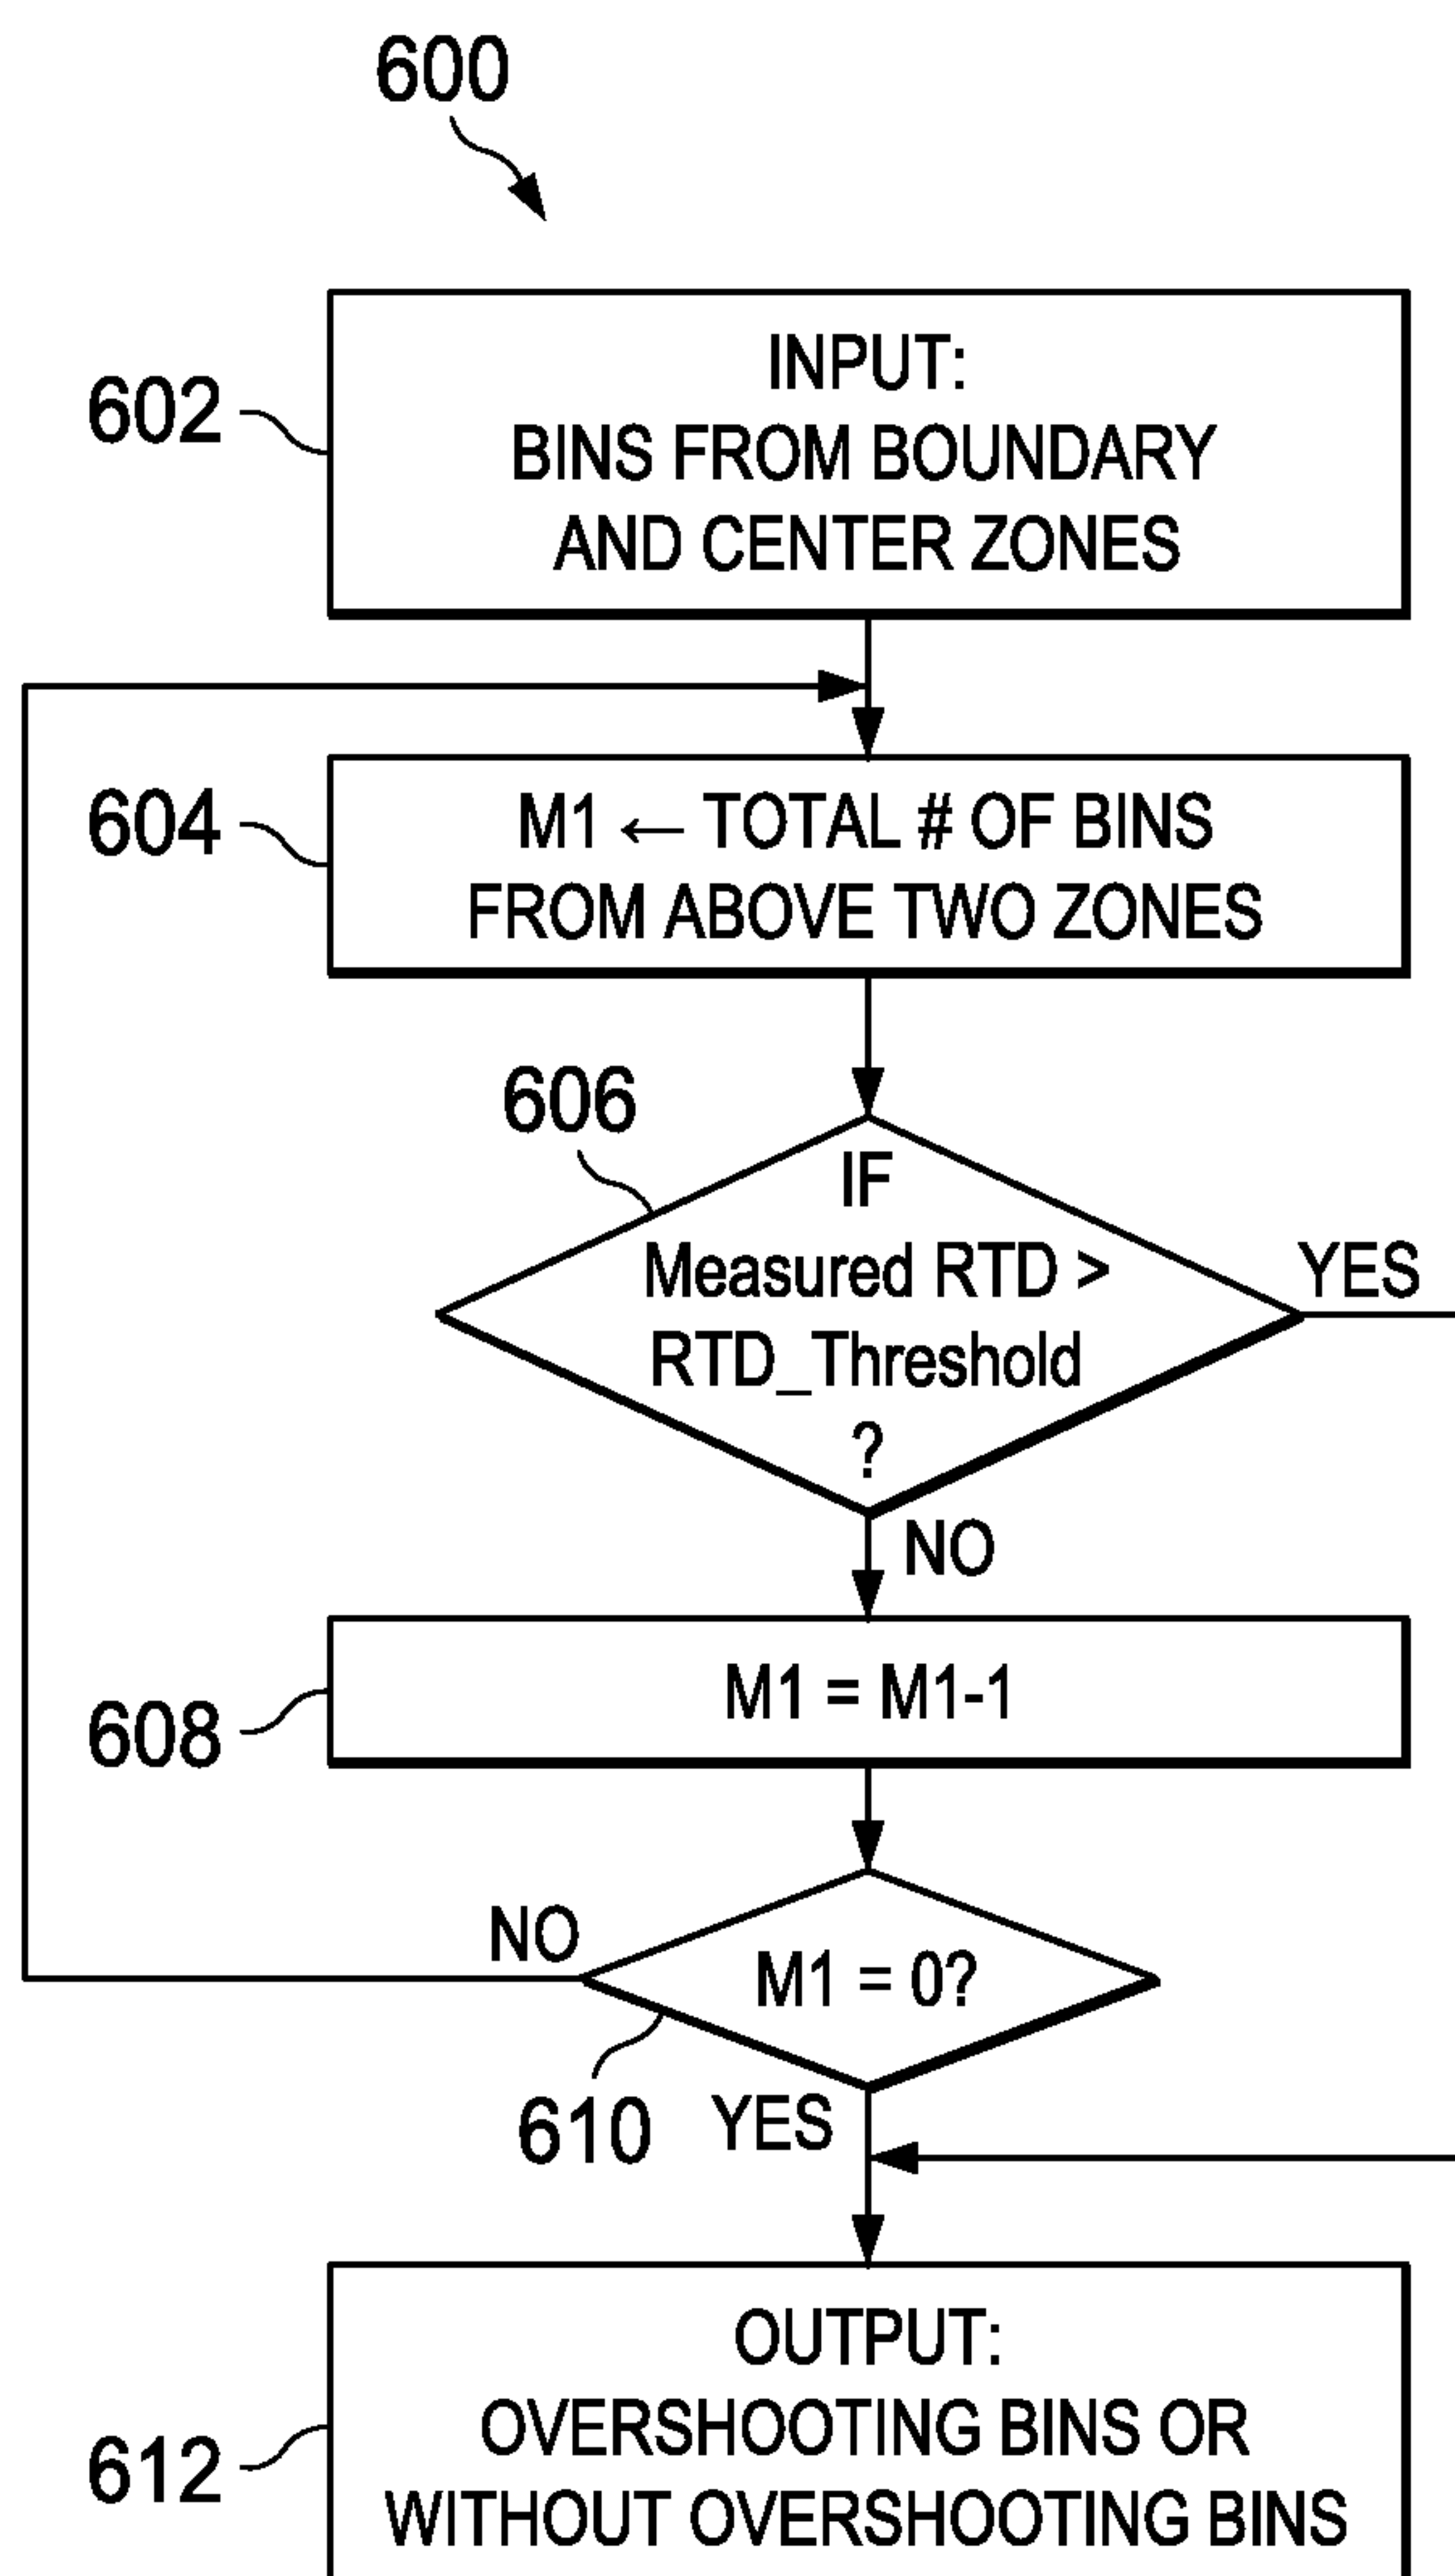 600
602
INPUT:
BINS FROM BOUNDARY
AND CENTER ZONES
604
M1 ← TOTAL # OF BINS
FROM ABOVE TWO ZONES
606
IF
Measured RTD >
RTD_Threshold
?
YES
NO
608
M1 = M1-1
NO
M1 = 0?
610
YES
612
OUTPUT:
OVERSHOOTING BINS OR
WITHOUT OVERSHOOTING BINS